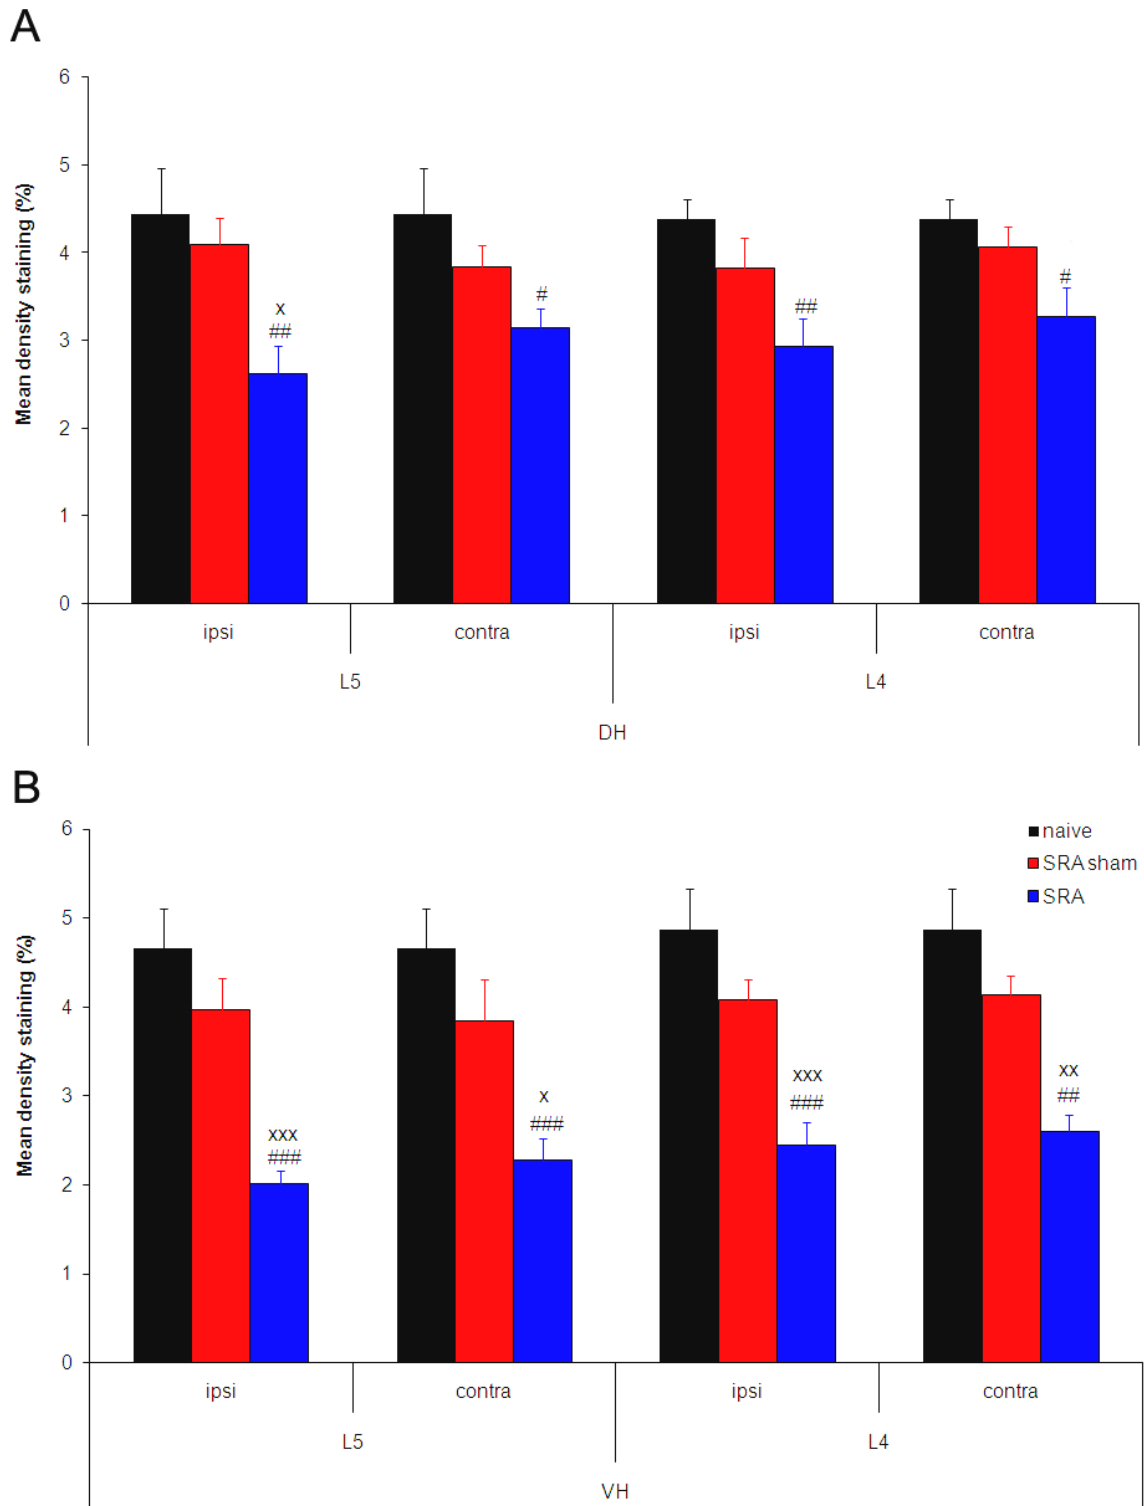 A
6
5
4
3
2
1
0
Mean density staining (%)
x
##
#
##
#
ipsi contra ipsi contra
L5 L4
DH
B
6
5
4
3
2
1
0
Mean density staining (%)
naive
SRA sham
SRA
xxx
###
x
###
xxx
###
xx
##
ipsi contra ipsi contra
L5 L4
VH